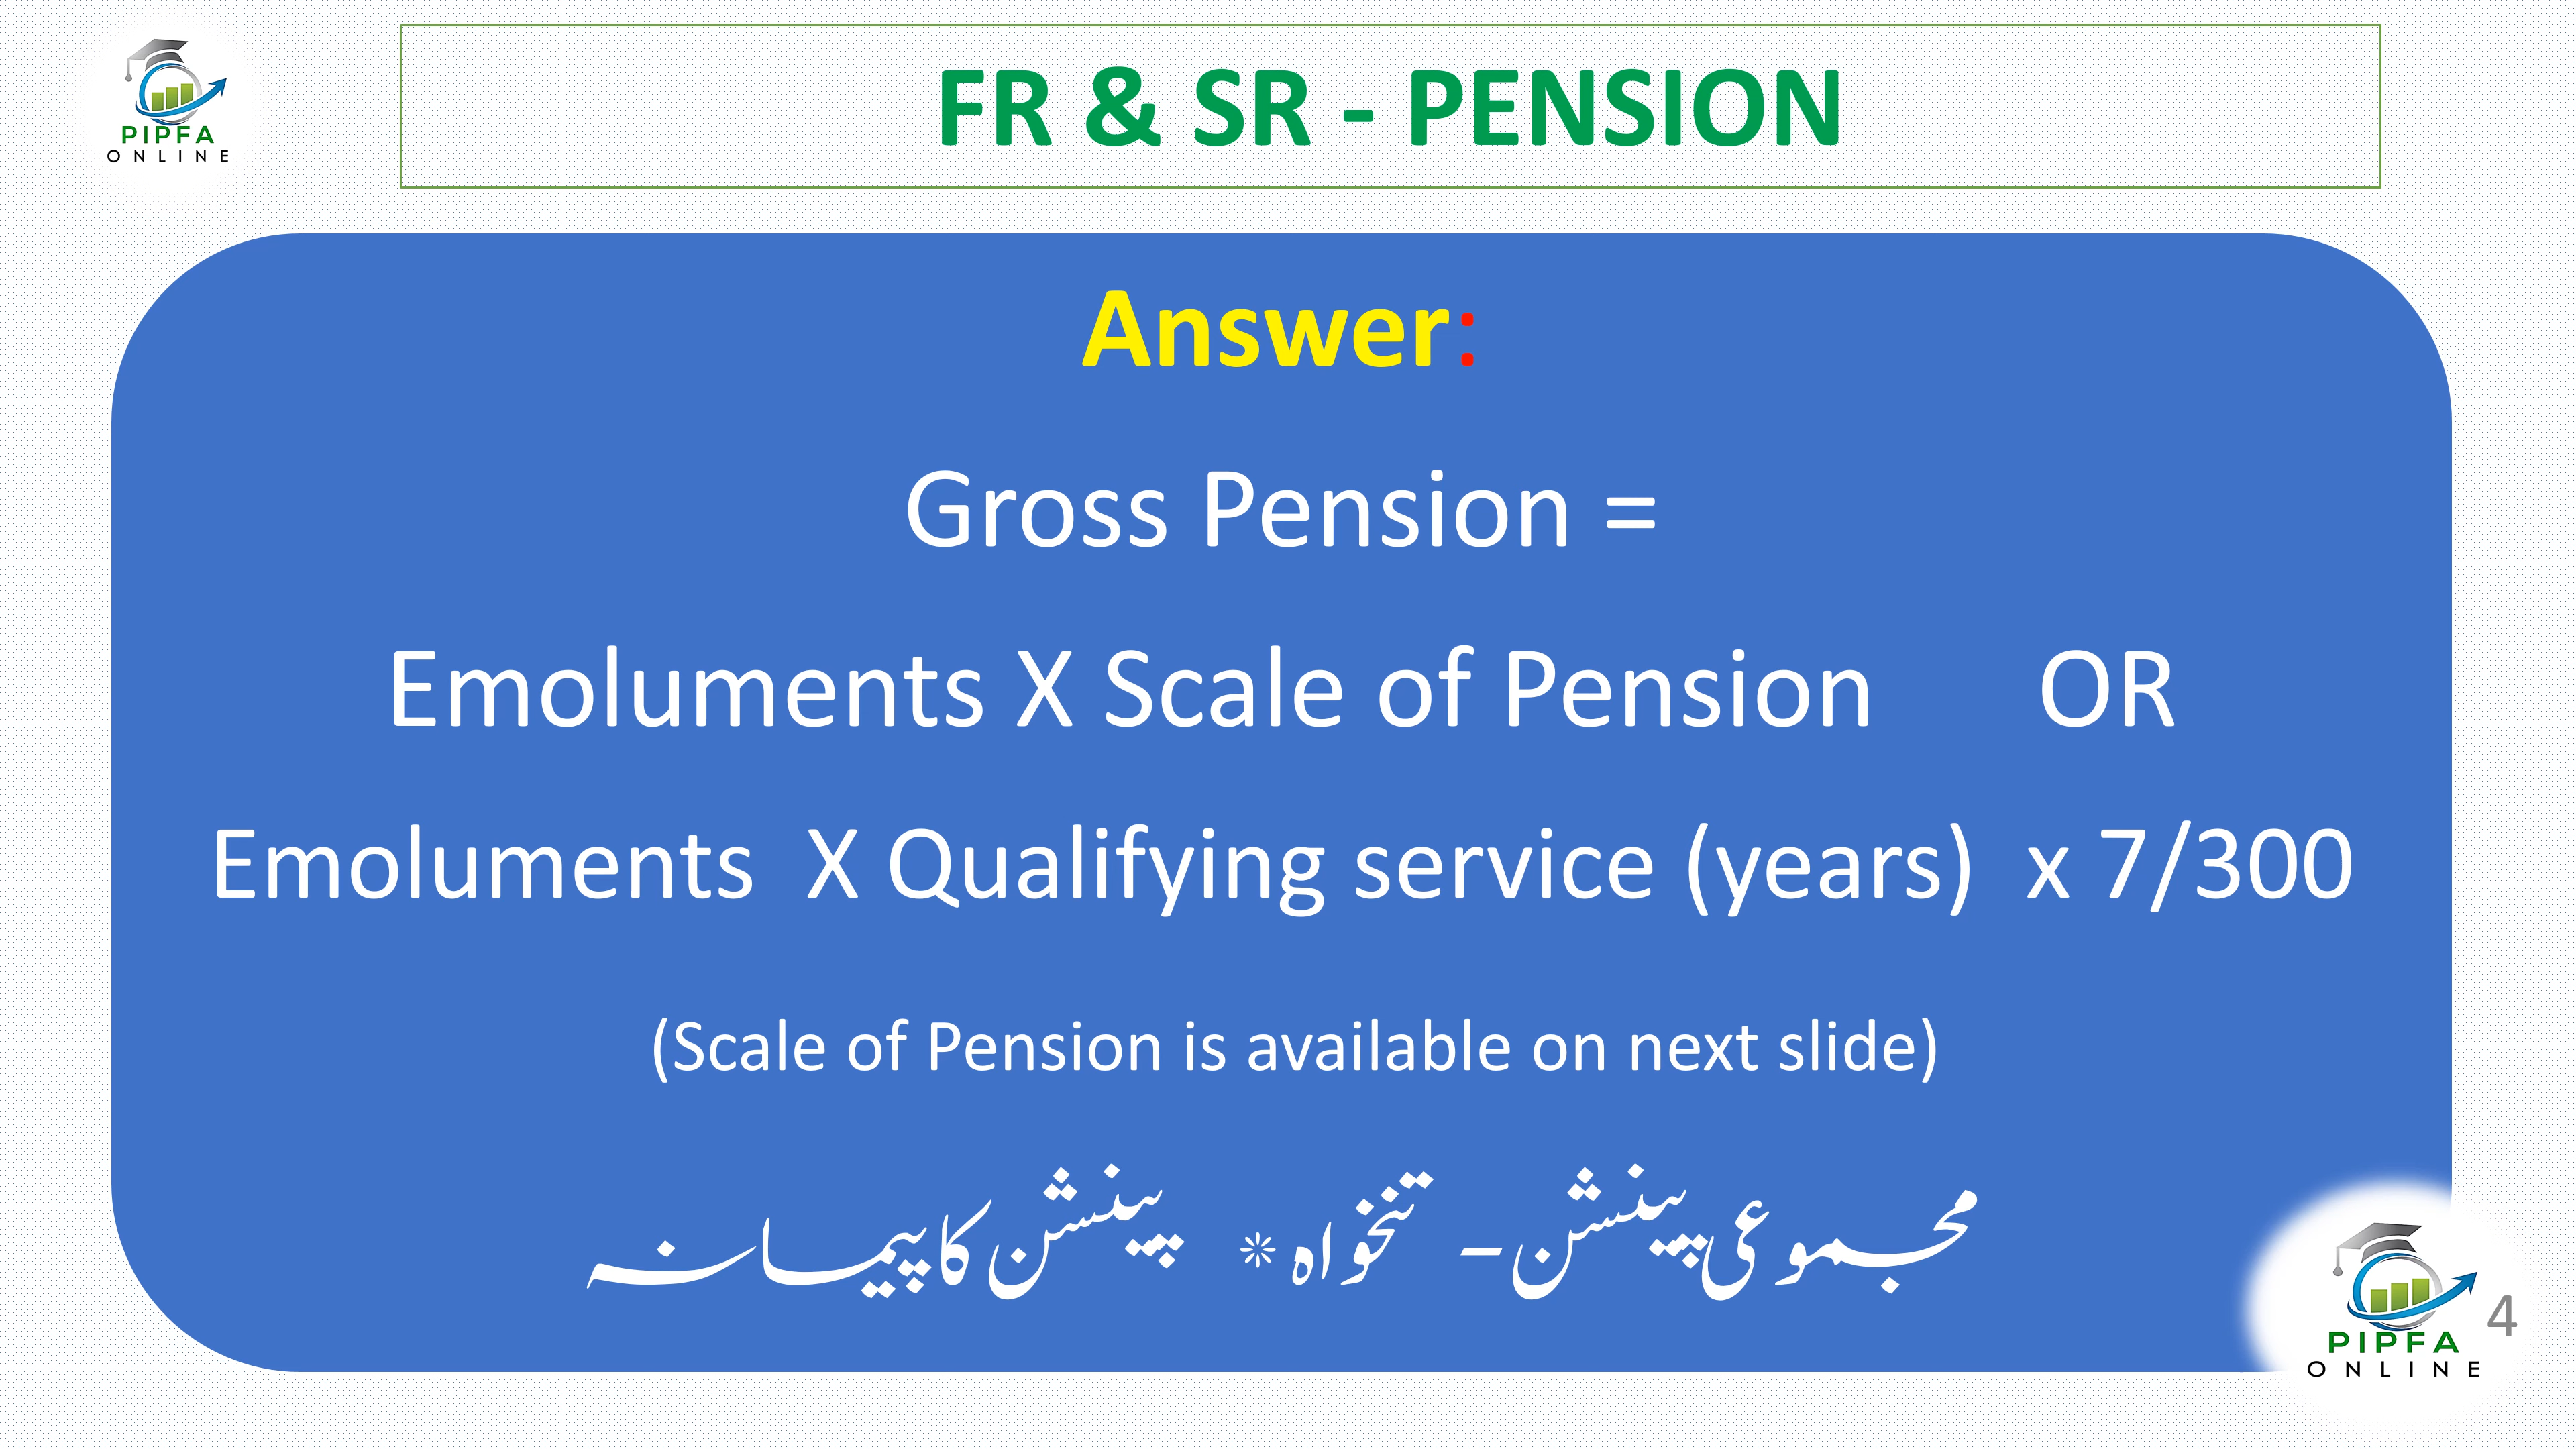 PIPFA
ONLINE
FR & SR - PENSION
Answer:
Gross Pension =
Emoluments X Scale of Pension OR
Emoluments X Qualifying service (years) x 7/300
(Scale of Pension is available on next slide)
مجموعی پینشن - تنخواہ * پینشن کا پیمانہ
PIPFA
ONLINE
4